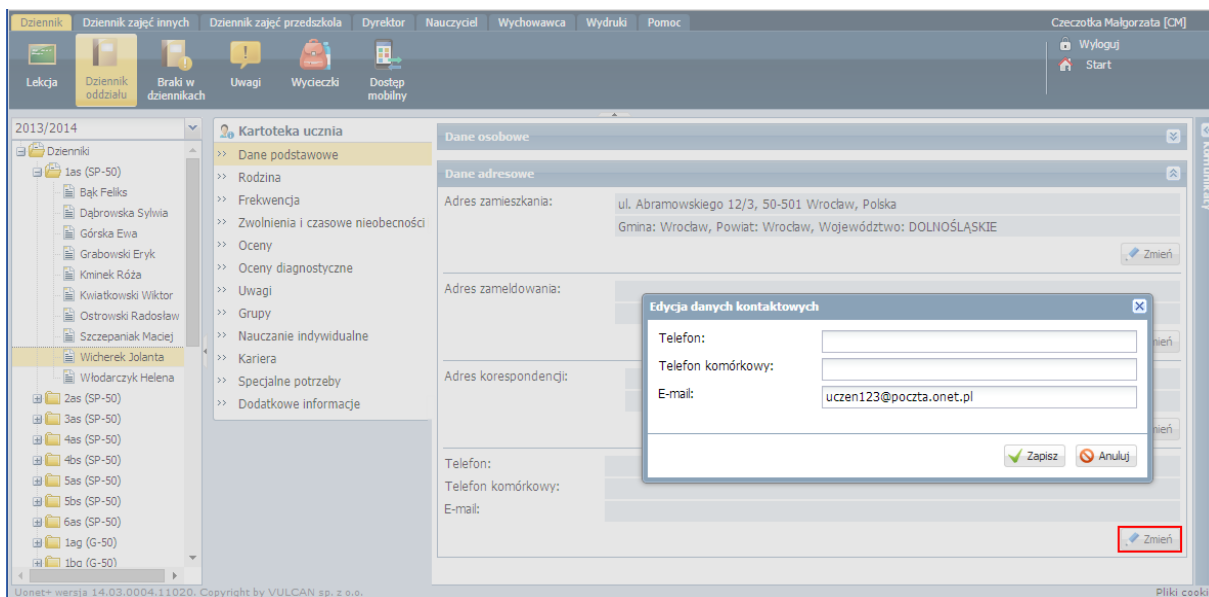 Dziennik Dziennik zajęć innych Dziennik zajęć przedszkola Dyrektor Nauczyciel Wychowawca Wydruki Pomoc Czeczotka Małgorzata [CM]
Wyloguj
Start
Lekcja Dziennik oddziału Braki w dziennikach Uwagi Wycieczki Dostęp mobilny
2013/2014
Dzienniki
1as (SP-50)
Bąk Feliks
Dąbrowska Sylwia
Górska Ewa
Grabowski Eryk
Kminek Róża
Kwiatkowski Wiktor
Ostrowski Radosław
Szczepaniak Maciej
Wicherek Jolanta
Włodarczyk Helena
2as (SP-50)
3as (SP-50)
4as (SP-50)
4bs (SP-50)
5as (SP-50)
5bs (SP-50)
6as (SP-50)
1ag (G-50)
1bg (G-50)
Kartoteka ucznia
Dane podstawowe
Rodzina
Frekwencja
Zwolnienia i czasowe nieobecności
Oceny
Oceny diagnostyczne
Uwagi
Grupy
Nauczanie indywidualne
Kariera
Specjalne potrzeby
Dodatkowe informacje
Dane osobowe
Dane adresowe
Adres zamieszkania: ul. Abramowskiego 12/3, 50-501 Wrocław, Polska
Gmina: Wrocław, Powiat: Wrocław, Województwo: DOLNOŚLĄSKIE
Zmień
Adres zameldowania:
mień
Adres korespondencji:
mień
Telefon:
Telefon komórkowy:
E-mail:
Zmień
Edycja danych kontaktowych
Telefon:
Telefon komórkowy:
E-mail: uczen123@poczta.onet.pl
Zapisz Anuluj
Komunikaty
Uonet+ wersja 14.03.0004.11020. Copyright by VULCAN sp. z o.o. Pliki cooki